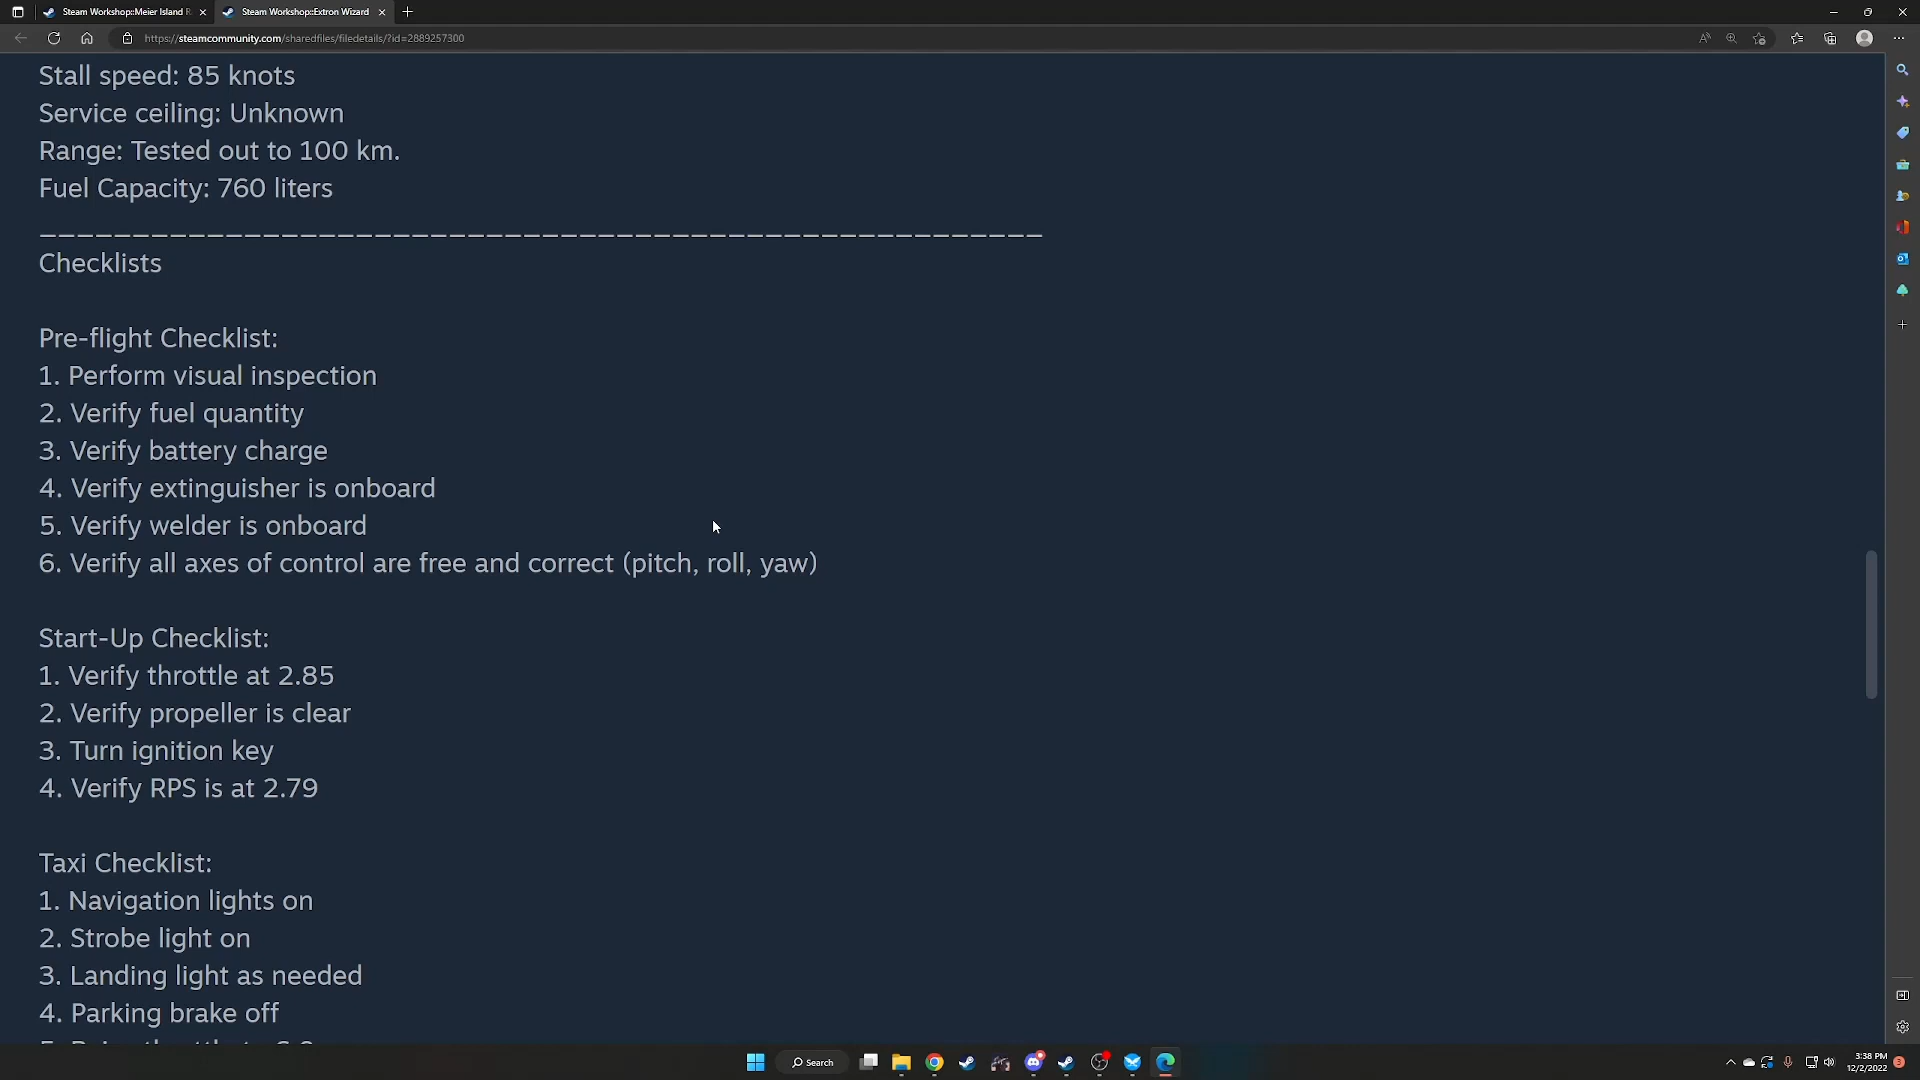 Steam Workshop::Meier Island R
Steam Workshop::Extron Wizard
https://steamcommunity.com/sharedfiles/filedetails/?id=2889257300
Stall speed: 85 knots
Service ceiling: Unknown
Range: Tested out to 100 km.
Fuel Capacity: 760 liters
______________________________________________________
Checklists
Pre-flight Checklist:
1. Perform visual inspection
2. Verify fuel quantity
3. Verify battery charge
4. Verify extinguisher is onboard
5. Verify welder is onboard
6. Verify all axes of control are free and correct (pitch, roll, yaw)
Start-Up Checklist:
1. Verify throttle at 2.85
2. Verify propeller is clear
3. Turn ignition key
4. Verify RPS is at 2.79
Taxi Checklist:
1. Navigation lights on
2. Strobe light on
3. Landing light as needed
4. Parking brake off
Search
3:38 PM
12/2/2022
3